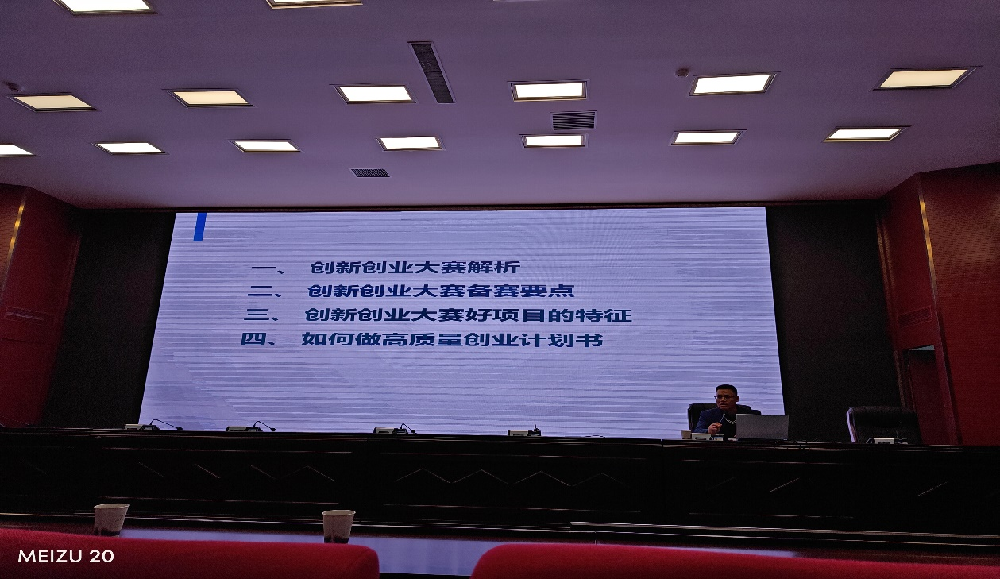 一、 创新创业大赛解析
二、 创新创业大赛备赛要点
三、 创新创业大赛好项目的特征
四、 如何做高质量创业计划书
MEIZU 20